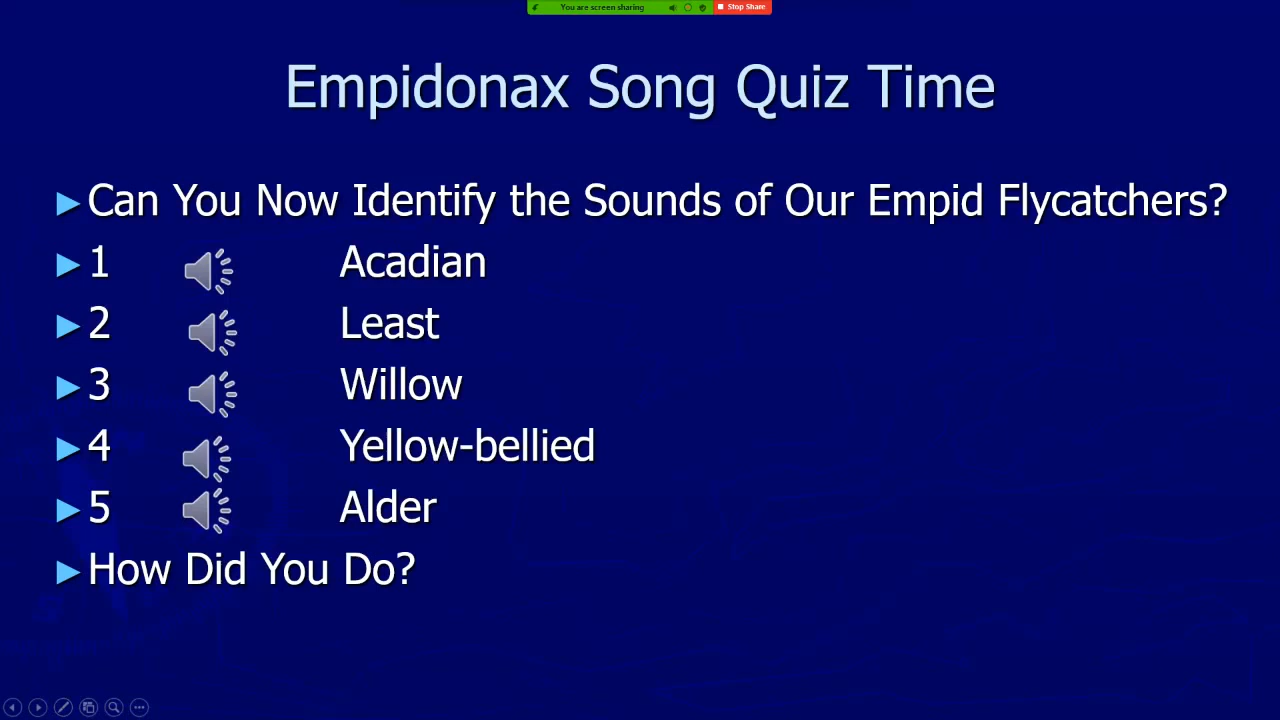 You are screen sharing Stop Share
Empidonax Song Quiz Time
Can You Now Identify the Sounds of Our Empid Flycatchers?
1 Acadian
2 Least
3 Willow
4 Yellow-bellied
5 Alder
How Did You Do?